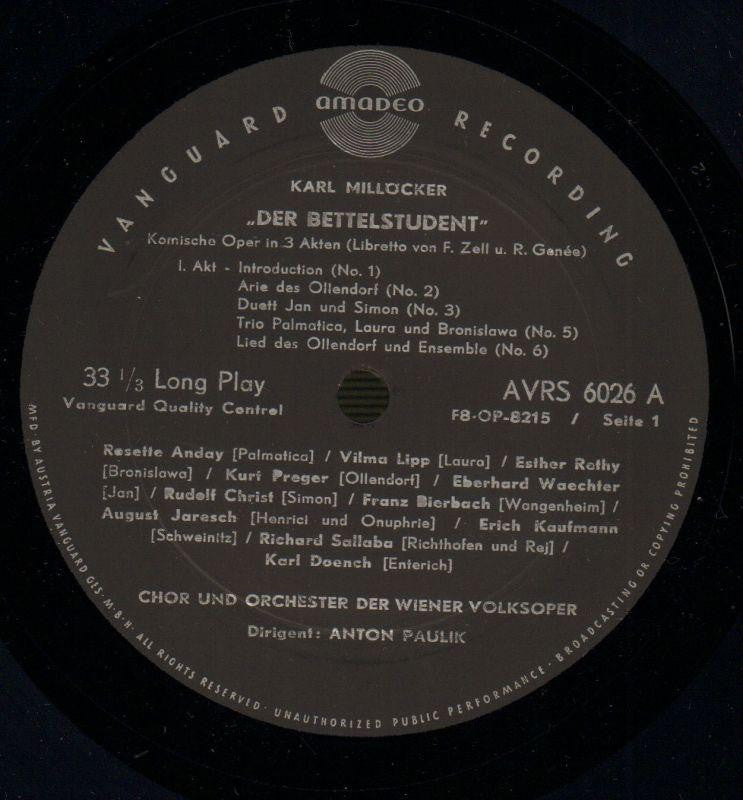 VANGUARD RECORDING
amaDEO
KARL MILLÖCKER
„DER BETTELSTUDENT"
Komische Oper in 3 Akten (Libretto von F. Zell u. R. Genée)
I. Akt - Introduction (No. 1)
Arie des Ollendorf (No. 2)
Duett Jan und Simon (No. 3)
Trio Palmatica, Laura und Bronislawa (No. 5)
Lied des Ollendorf und Ensemble (No. 6)
33 1/3 Long Play
Vanguard Quality Control
AVRS 6026 A
F8-OP-8215 / Seite 1
Rosette Anday [Palmatica] / Vilma Lipp [Laura] / Esther Rethy
[Bronislawa] / Kurt Preger [Ollendorf] / Eberhard Waechter
[Jan] / Rudolf Christ [Simon] / Franz Bierbach [Wangenheim] /
August Jaresch [Henrici und Onuphrie] / Erich Kaufmann
[Schweinitz] / Richard Sallaba [Richthofen und Rej] /
Karl Doench [Enterich]
CHOR UND ORCHESTER DER WIENER VOLKSOPER
Dirigent: ANTON PAULIK
MFD·BY AUSTRIA VANGUARD GES·M·B·H· ALL RIGHTS RESERVED · UNAUTHORIZED PUBLIC PERFORMANCE · BROADCASTING OR COPYING PROHIBITED